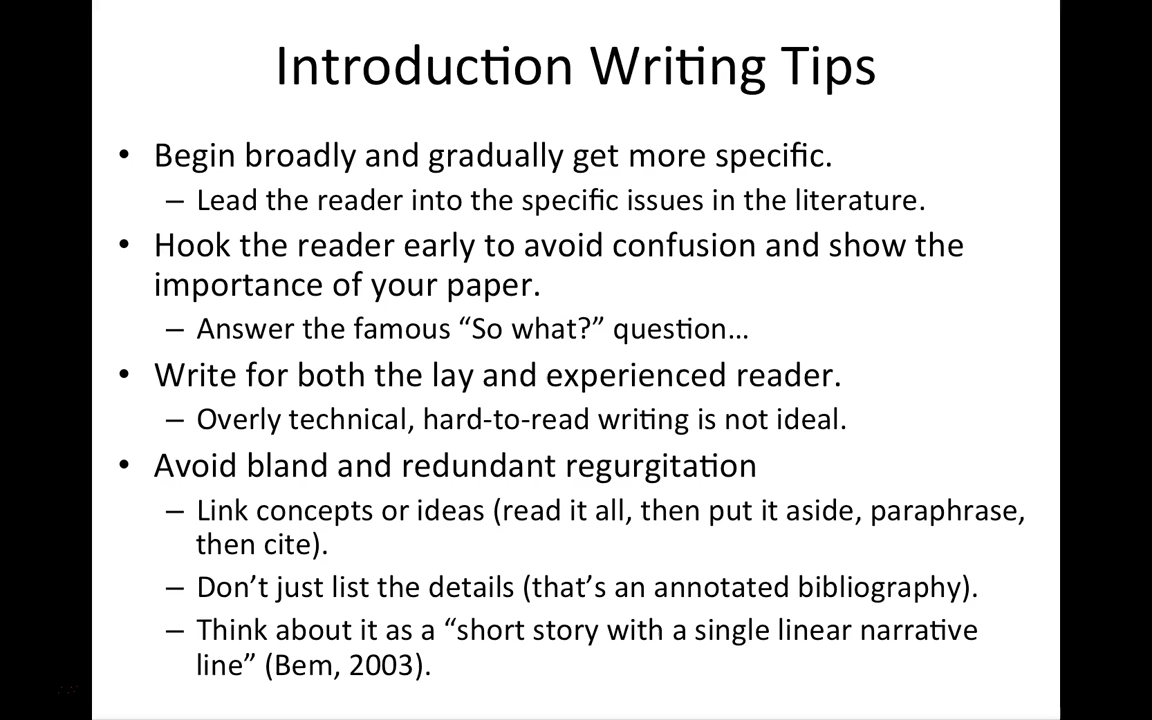 Introduction Writing Tips
• Begin broadly and gradually get more specific.
– Lead the reader into the specific issues in the literature.
• Hook the reader early to avoid confusion and show the
importance of your paper.
– Answer the famous “So what?” question…
• Write for both the lay and experienced reader.
– Overly technical, hard-to-read writing is not ideal.
• Avoid bland and redundant regurgitation
– Link concepts or ideas (read it all, then put it aside, paraphrase,
then cite).
– Don’t just list the details (that’s an annotated bibliography).
– Think about it as a “short story with a single linear narrative
line” (Bem, 2003).